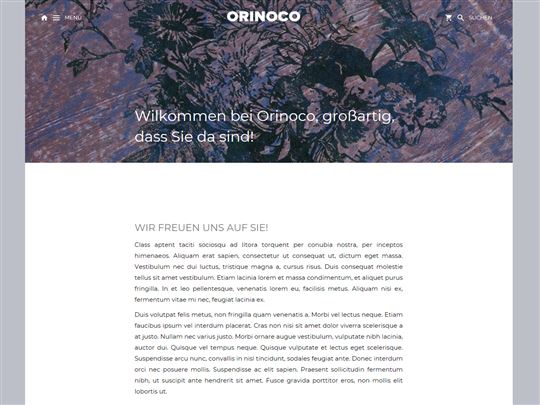 MENÜ
ORINOCO
SUCHEN
Wilkommen bei Orinoco, großartig,
dass Sie da sind!
WIR FREUEN UNS AUF SIE!
Class aptent taciti sociosqu ad litora torquent per conubia nostra, per inceptos
himenaeos. Aliquam erat sapien, consectetur ut consequat ut, dictum eget massa.
Vestibulum nec dui luctus, tristique magna a, cursus risus. Duis consequat molestie
tellus sit amet vestibulum. Etiam lacinia lorem et massa condimentum, et aliquet purus
fringilla. In et leo pellentesque, venenatis lorem eu, facilisis metus. Aliquam nisi ex,
fermentum vitae mi nec, feugiat lacinia ex.
Duis volutpat felis metus, non fringilla quam venenatis a. Morbi vel lectus neque. Etiam
faucibus ipsum vel interdum placerat. Cras non nisi sit amet dolor viverra scelerisque a
at justo. Nullam nec varius justo. Morbi ornare augue vestibulum, vulputate nibh lacinia,
auctor dui. Quisque vel tempus neque. Quisque vulputate et lectus eget scelerisque.
Suspendisse arcu nunc, convallis in nisl tincidunt, sodales feugiat ante. Donec interdum
orci nec posuere mollis. Suspendisse ac elit sapien. Praesent sollicitudin fermentum
nibh, ut suscipit ante hendrerit sit amet. Fusce gravida porttitor eros, non mollis elit
lobortis ut.